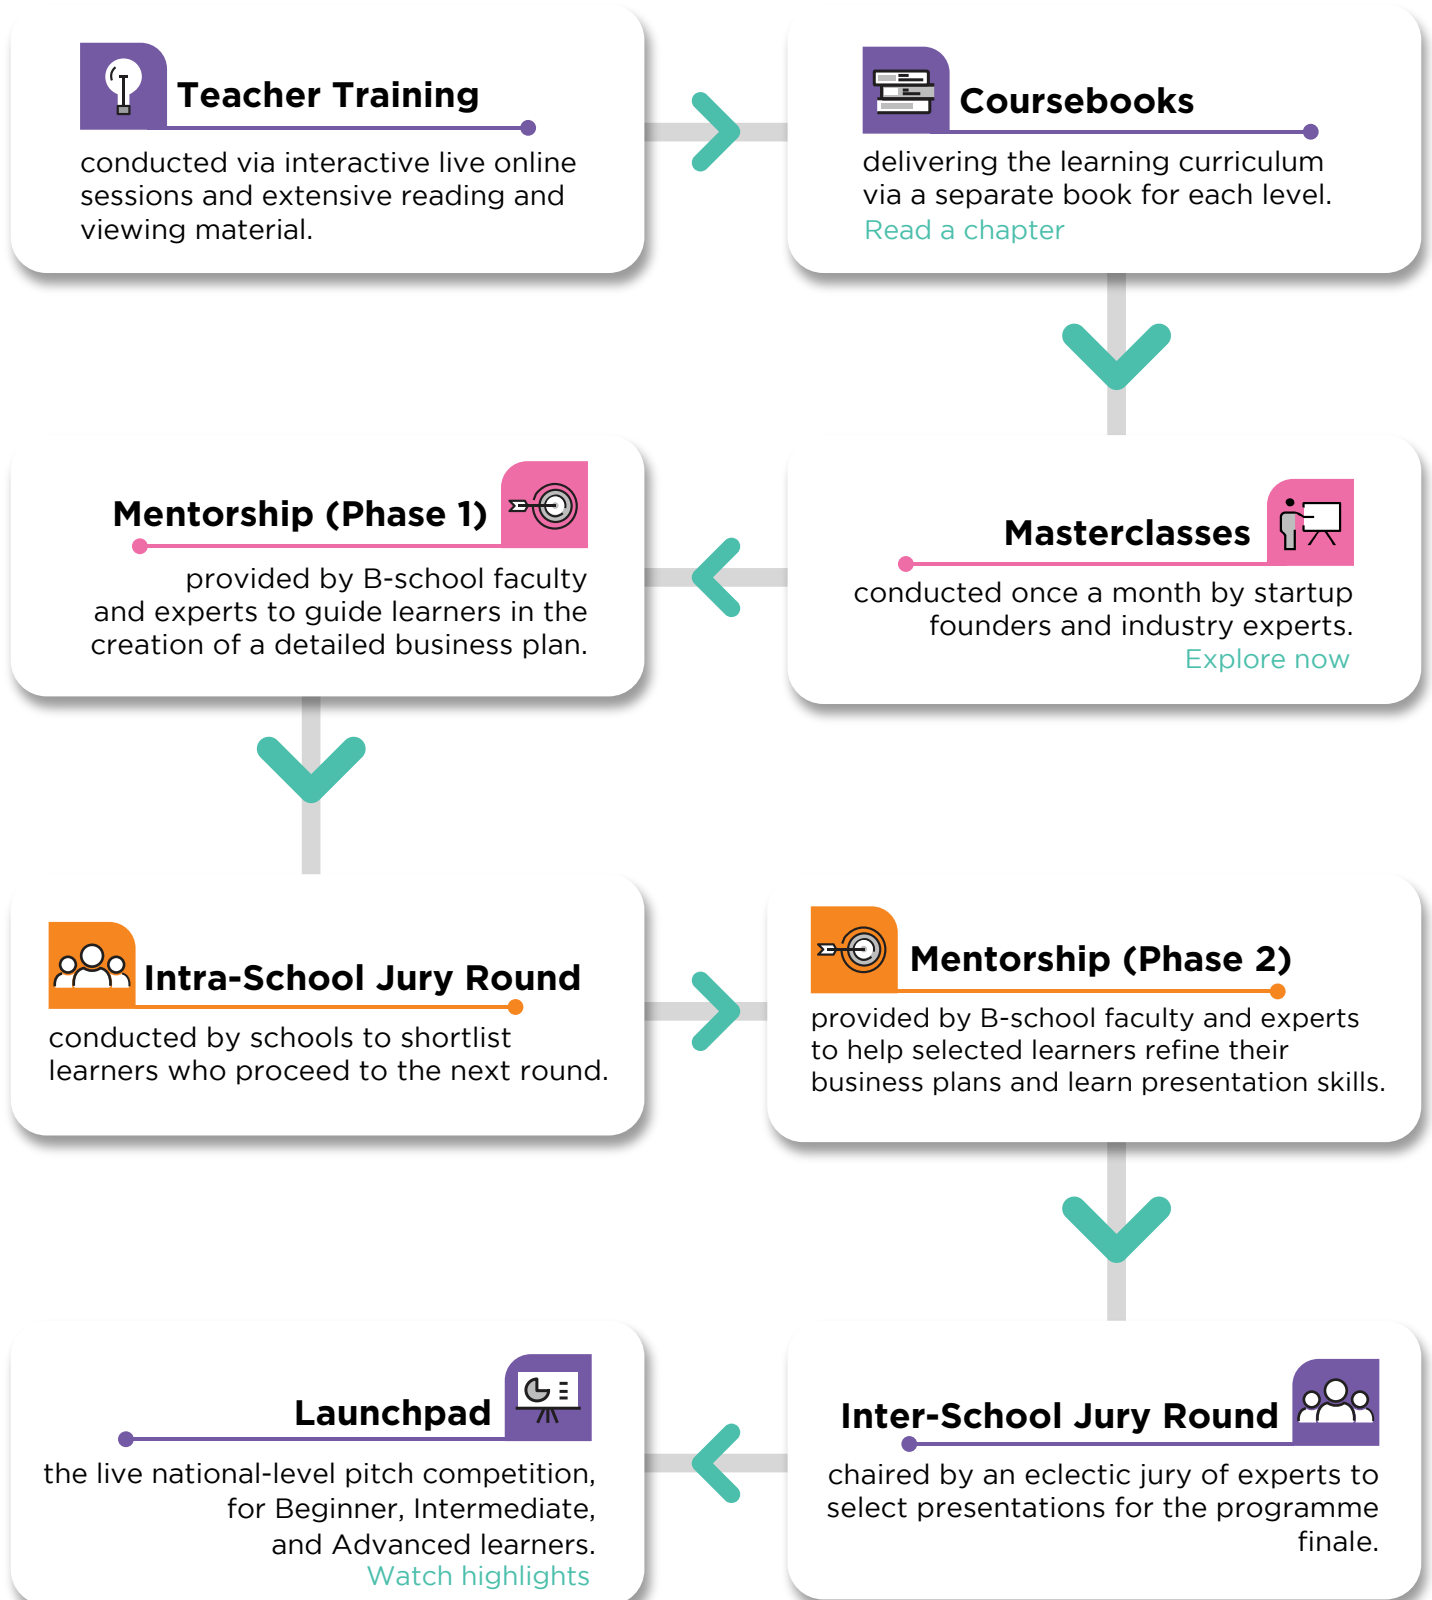 Teacher Training
conducted via interactive live online
sessions and extensive reading and
viewing material.
Coursebooks
delivering the learning curriculum
via a separate book for each level.
Read a chapter
Masterclasses
conducted once a month by startup
founders and industry experts.
Explore now
Mentorship (Phase 1)
provided by B-school faculty
and experts to guide learners in the
creation of a detailed business plan.
Intra-School Jury Round
conducted by schools to shortlist
learners who proceed to the next round.
Mentorship (Phase 2)
provided by B-school faculty and experts
to help selected learners refine their
business plans and learn presentation skills.
Inter-School Jury Round
chaired by an eclectic jury of experts to
select presentations for the programme
finale.
Launchpad
the live national-level pitch competition,
for Beginner, Intermediate,
and Advanced learners.
Watch highlights